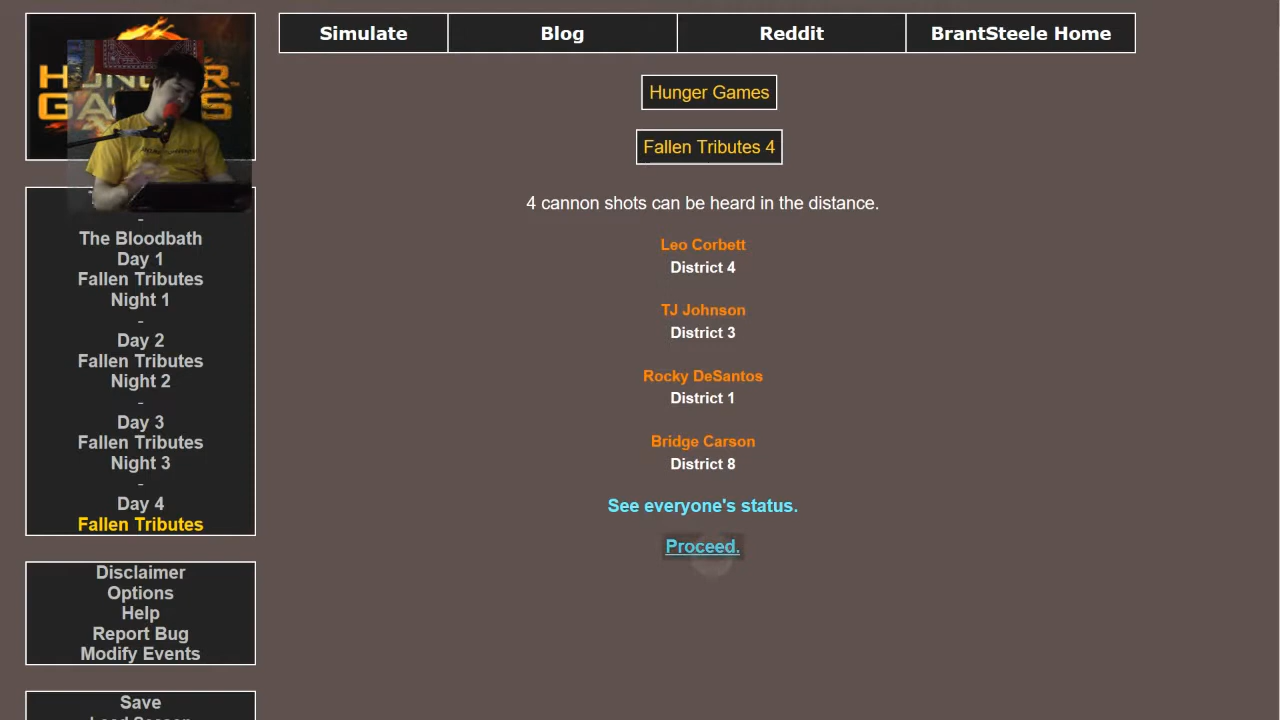 Simulate
Blog
Reddit
BrantSteele Home
Hunger Games
Fallen Tributes 4
4 cannon shots can be heard in the distance.
Leo Corbett
District 4
TJ Johnson
District 3
Rocky DeSantos
District 1
Bridge Carson
District 8
See everyone's status.
Proceed.
-
The Bloodbath
Day 1
Fallen Tributes
Night 1
-
Day 2
Fallen Tributes
Night 2
-
Day 3
Fallen Tributes
Night 3
-
Day 4
Fallen Tributes
Disclaimer
Options
Help
Report Bug
Modify Events
Save